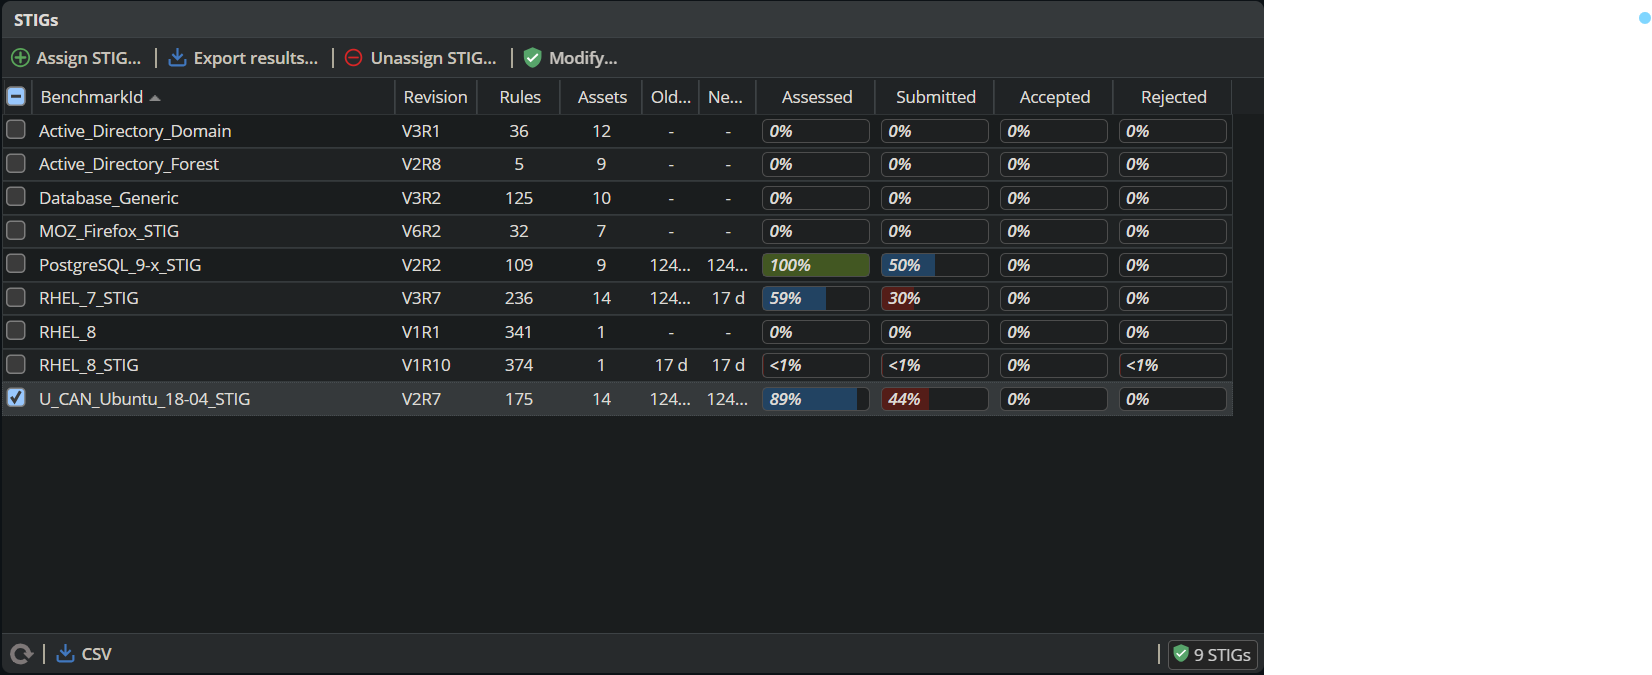 STIGs
Assign STIG... Export results... Unassign STIG... Modify...
BenchmarkId Revision Rules Assets Old... Ne... Assessed Submitted Accepted Rejected
Active_Directory_Domain V3R1 36 12 - - 0% 0% 0% 0%
Active_Directory_Forest V2R8 5 9 - - 0% 0% 0% 0%
Database_Generic V3R2 125 10 - - 0% 0% 0% 0%
MOZ_Firefox_STIG V6R2 32 7 - - 0% 0% 0% 0%
PostgreSQL_9-x_STIG V2R2 109 9 124... 124... 100% 50% 0% 0%
RHEL_7_STIG V3R7 236 14 124... 17 d 59% 30% 0% 0%
RHEL_8 V1R1 341 1 - - 0% 0% 0% 0%
RHEL_8_STIG V1R10 374 1 17 d 17 d <1% <1% 0% <1%
U_CAN_Ubuntu_18-04_STIG V2R7 175 14 124... 124... 89% 44% 0% 0%
CSV 9 STIGs